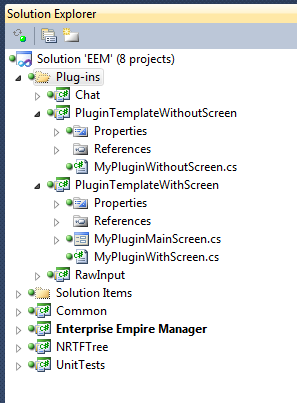 Solution Explorer
Solution 'EEM' (8 projects)
Plug-ins
Chat
PluginTemplateWithoutScreen
Properties
References
MyPluginWithoutScreen.cs
PluginTemplateWithScreen
Properties
References
MyPluginMainScreen.cs
MyPluginWithScreen.cs
RawInput
Solution Items
Common
Enterprise Empire Manager
NRTFTree
UnitTests